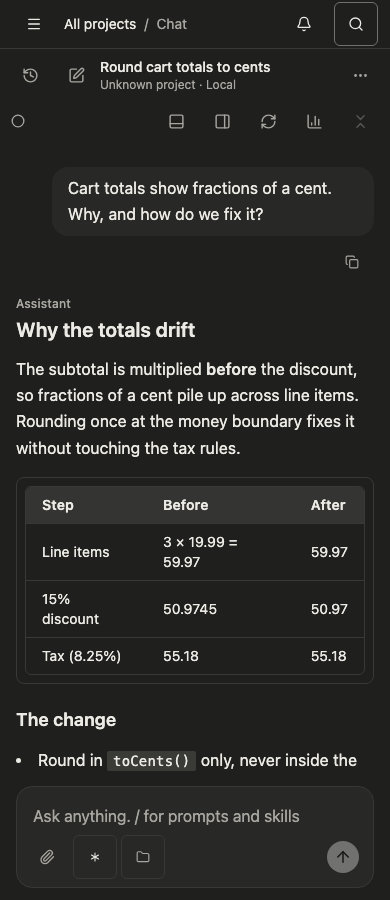 All projects / Chat
Round cart totals to cents
Unknown project · Local
Cart totals show fractions of a cent.
Why, and how do we fix it?
Assistant
Why the totals drift
The subtotal is multiplied before the discount,
so fractions of a cent pile up across line items.
Rounding once at the money boundary fixes it
without touching the tax rules.
Step Before After
Line items 3 × 19.99 = 59.97 59.97
15% discount 50.9745 50.97
Tax (8.25%) 55.18 55.18
The change
• Round in toCents() only, never inside the
Ask anything. / for prompts and skills